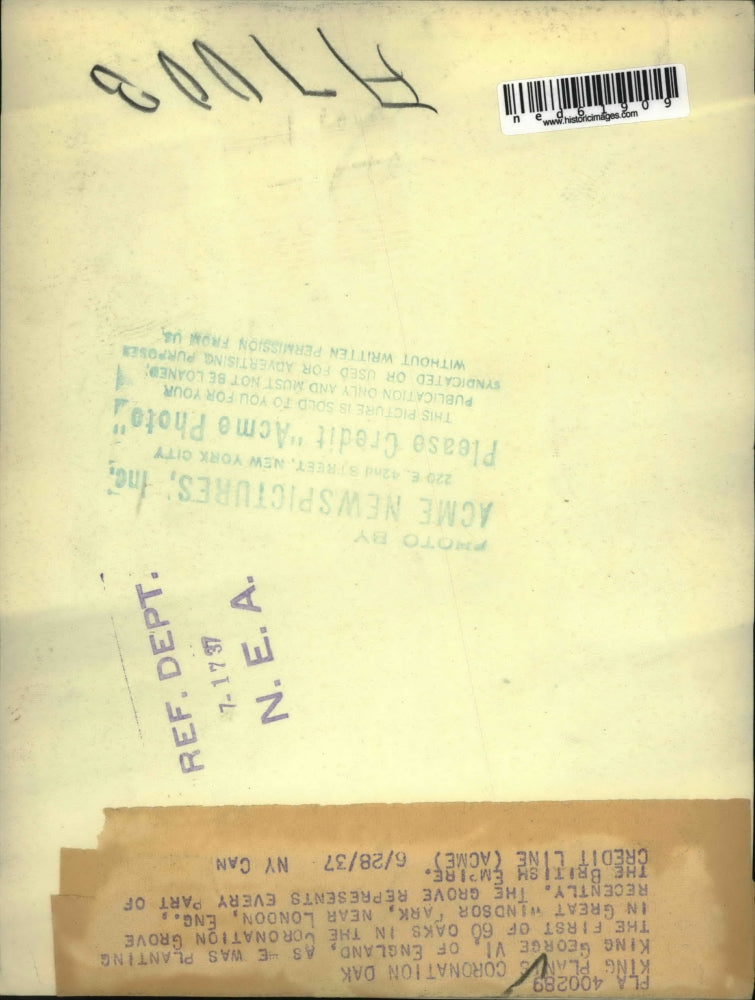 n e d 6 1 9 0 9
www.historicimages.com
PHOTO BY
ACME NEWSPICTURES, Inc,
220 E. 42nd STREET, NEW YORK CITY
Please Credit "Acme Photo"
THIS PICTURE IS SOLD TO YOU FOR YOUR
PUBLICATION ONLY AND MUST NOT BE LOANED,
SYNDICATED OR USED FOR ADVERTISING PURPOSES
WITHOUT WRITTEN PERMISSION FROM US.
REF. DEPT.
7-17 37
N. E. A.
PLA 400289
KING PLANTS CORONATION OAK
KING GEORGE VI, OF ENGLAND, AS HE WAS PLANTING
THE FIRST OF 60 OAKS IN THE CORONATION GROVE
IN GREAT WINDSOR PARK, NEAR LONDON, ENG.,
RECENTLY. THE GROVE REPRESENTS EVERY PART OF
THE BRITISH EMPIRE.
CREDIT LINE (ACME) 6/28/37 NY CAN